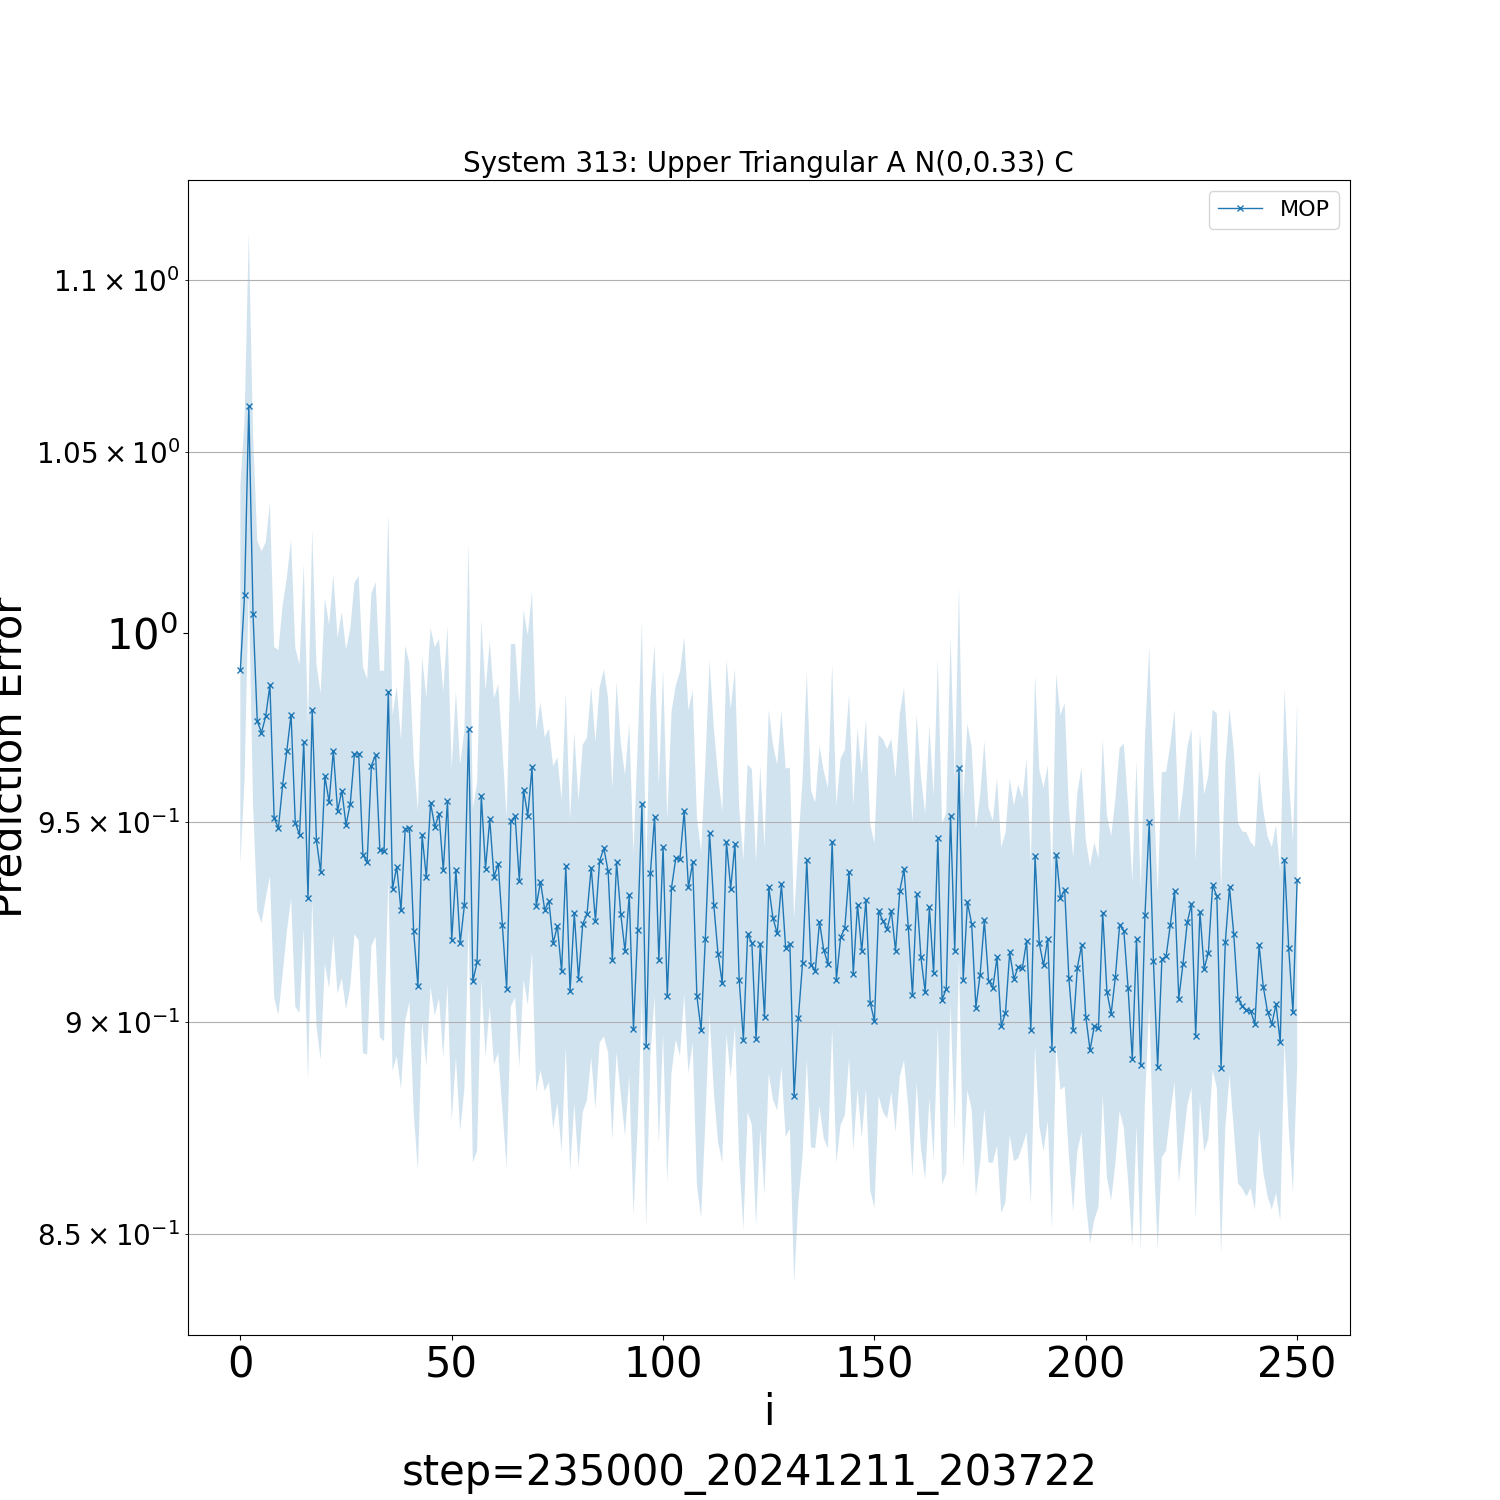 System 313: Upper Triangular A N(0,0.33) C
MOP
Prediction Error
1.1 × 10⁰
1.05 × 10⁰
10⁰
9.5 × 10⁻¹
9 × 10⁻¹
8.5 × 10⁻¹
0 50 100 150 200 250
i
step=235000_20241211_203722